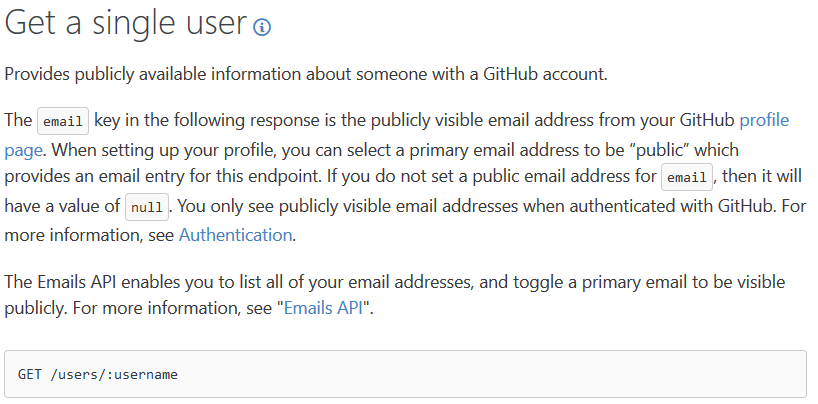 Get a single user
Provides publicly available information about someone with a GitHub account.
The email key in the following response is the publicly visible email address from your GitHub profile
page. When setting up your profile, you can select a primary email address to be “public” which
provides an email entry for this endpoint. If you do not set a public email address for email, then it will
have a value of null. You only see publicly visible email addresses when authenticated with GitHub. For
more information, see Authentication.
The Emails API enables you to list all of your email addresses, and toggle a primary email to be visible
publicly. For more information, see "Emails API".
GET /users/:username